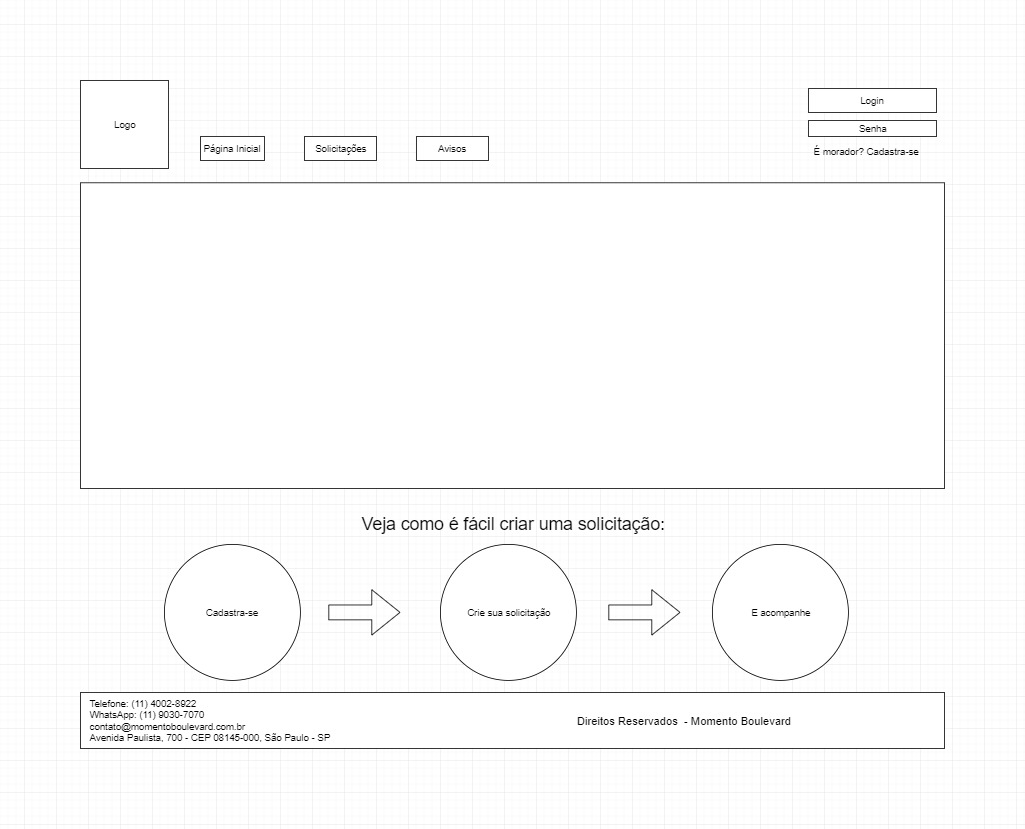 Logo
Página Inicial
Solicitações
Avisos
Login
Senha
É morador? Cadastra-se
Veja como é fácil criar uma solicitação:
Cadastra-se
Crie sua solicitação
E acompanhe
Telefone: (11) 4002-8922
WhatsApp: (11) 9030-7070
contato@momentoboulevard.com.br
Avenida Paulista, 700 - CEP 08145-000, São Paulo - SP
Direitos Reservados - Momento Boulevard